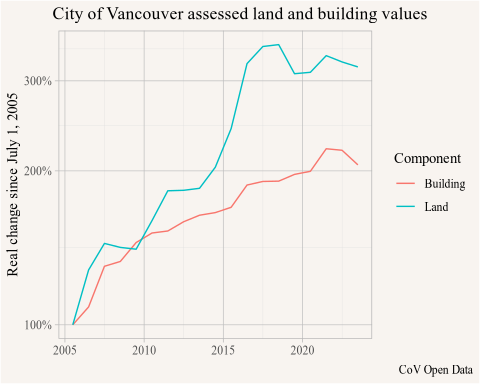 City of Vancouver assessed land and building values
Real change since July 1, 2005
300%
200%
100%
2005
2010
2015
2020
Component
Building
Land
CoV Open Data